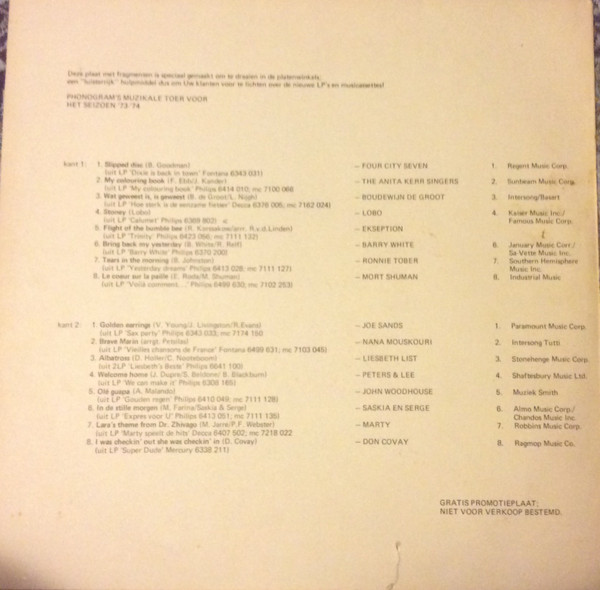 Deze plaat met fragmenten is speciaal gemaakt om te draaien in de platenwinkels;
een "luisterrijk" hulpmiddel dus om Uw klanten voor te lichten over de nieuwe LP's en musicassettes!
PHONOGRAM'S MUZIKALE TOER VOOR
HET SEIZOEN '73-'74
kant 1: 1. Slipped disc (B. Goodman) – FOUR CITY SEVEN 1. Regent Music Corp.
(uit LP 'Dixie is back in town' Fontana 6343 031)
2. My colouring book (F. Ebb/J. Kander) – THE ANITA KERR SINGERS 2. Sunbeam Music Corp.
(uit LP 'My colouring book' Philips 6414 010; mc 7100 066
3. Wat geweest is, is geweest (B. de Groot/L. Nijgh) – BOUDEWIJN DE GROOT 3. Intersong/Basart
(uit LP 'Hoe sterk is de eenzame fietser' Decca 6376 006; mc 7162 024)
4. Stoney (Lobo) – LOBO 4. Kaiser Music Inc./
(uit LP 'Calumet' Philips 6369 802) Famous Music Corp.
5. Flight of the bumble bee (R. Korssakow/arr. R.v.d.Linden) – EKSEPTION
(uit LP 'Trinity' Philips 6423 056; mc 7111 132)
6. Bring back my yesterday (B. White/R. Relf) – BARRY WHITE 6. January Music Corr./
(uit LP 'Barry White' Philips 6370 200) Sa-Vette Music Inc.
7. Tears in the morning (B. Johnston) – RONNIE TOBER 7. Southern Hemisphere
(uit LP 'Yesterday dreams' Philips 6413 028; mc 7111 127) Music Inc.
8. Le coeur sur la paille (E. Roda/M. Shuman) – MORT SHUMAN 8. Industrial Music
(uit LP 'Voilà comment....' Philips 6499 630; mc 7102 253)
kant 2: 1. Golden earrings (V. Young/J. Livingston/R.Evans) – JOE SANDS 1. Paramount Music Corp.
(uit LP 'Sax party' Fontana 6343 033; mc 7174 150
2. Brave Marin (arrgt. Petsilas) – NANA MOUSKOURI 2. Intersong Tutti
(uit LP 'Vieilles chansons de France' Fontana 6499 631; mc 7103 045)
3. Albatross (D. Holler/C. Nooteboom) – LIESBETH LIST 3. Stonehenge Music Corp.
(uit 2LP 'Liesbeth's Beste' Philips 6641 100)
4. Welcome home (J. Dupre/S. Beldone/ B. Blackburn) – PETERS & LEE 4. Shaftesbury Music Ltd.
(uit LP 'We can make it' Philips 6308 165)
5. Olé guapa (A. Malando) – JOHN WOODHOUSE 5. Muziek Smith
(uit LP 'Gouden regen' Philips 6410 049; mc 7111 128)
6. In de stille morgen (M. Farina/Saskia & Serge) – SASKIA EN SERGE 6. Almo Music Corp./
(uit LP 'Expres voor U' Philips 6413 051; mc 7111 135) Chandos Music Inc.
7. Lara's theme from Dr. Zhivago (M. Jarre/P.F. Webster) – MARTY 7. Robbins Music Corp.
(uit LP 'Marty speelt de hits' Decca 6407 502; mc 7216 022
8. I was checkin' out she was checkin' in (D. Covay) – DON COVAY 8. Ragmop Music Co.
(uit LP 'Super Dude' Mercury 6338 211)
GRATIS PROMOTIEPLAAT:
NIET VOOR VERKOOP BESTEMD.